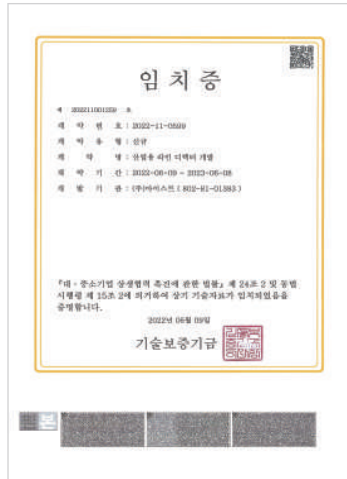 임치증
제 202211001259 호
계 약 번 호 : 2022-11-0599
계 약 유 형 : 신규
계 약 명 : 산업용 라인 디텍터 개발
계 약 기 간 : 2022-06-09 ~ 2023-06-08
개 발 기 관 : (주)아이스트 ( 802-81-01383 )
『대ㆍ중소기업 상생협력 촉진에 관한 법률』 제 24조 2 및 동법
시행령 제 15조 2에 의거하여 상기 기술자료가 임치되었음을
증명합니다.
2022년 06월 09일
기술보증기금
본